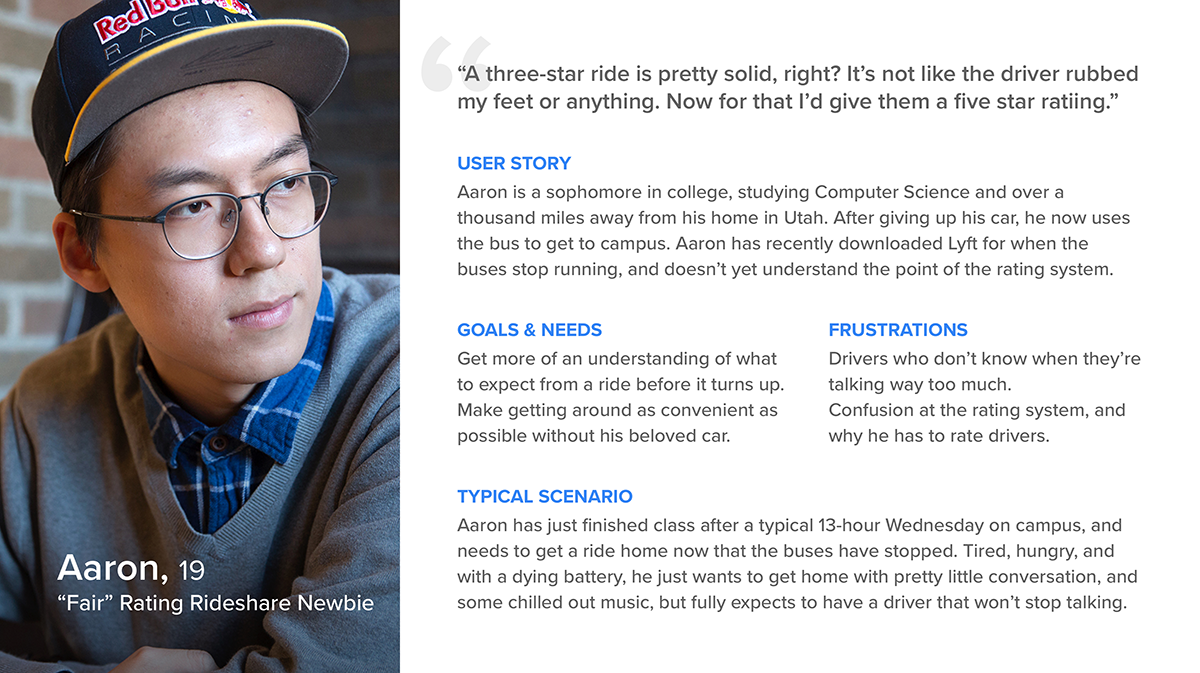 Red Bull
RACING
Aaron, 19
“Fair” Rating Rideshare Newbie
“A three-star ride is pretty solid, right? It’s not like the driver rubbed
my feet or anything. Now for that I’d give them a five star ratiing.”
USER STORY
Aaron is a sophomore in college, studying Computer Science and over a
thousand miles away from his home in Utah. After giving up his car, he now uses
the bus to get to campus. Aaron has recently downloaded Lyft for when the
buses stop running, and doesn’t yet understand the point of the rating system.
GOALS & NEEDS
Get more of an understanding of what
to expect from a ride before it turns up.
Make getting around as convenient as
possible without his beloved car.
FRUSTRATIONS
Drivers who don’t know when they’re
talking way too much.
Confusion at the rating system, and
why he has to rate drivers.
TYPICAL SCENARIO
Aaron has just finished class after a typical 13-hour Wednesday on campus, and
needs to get a ride home now that the buses have stopped. Tired, hungry, and
with a dying battery, he just wants to get home with pretty little conversation, and
some chilled out music, but fully expects to have a driver that won’t stop talking.